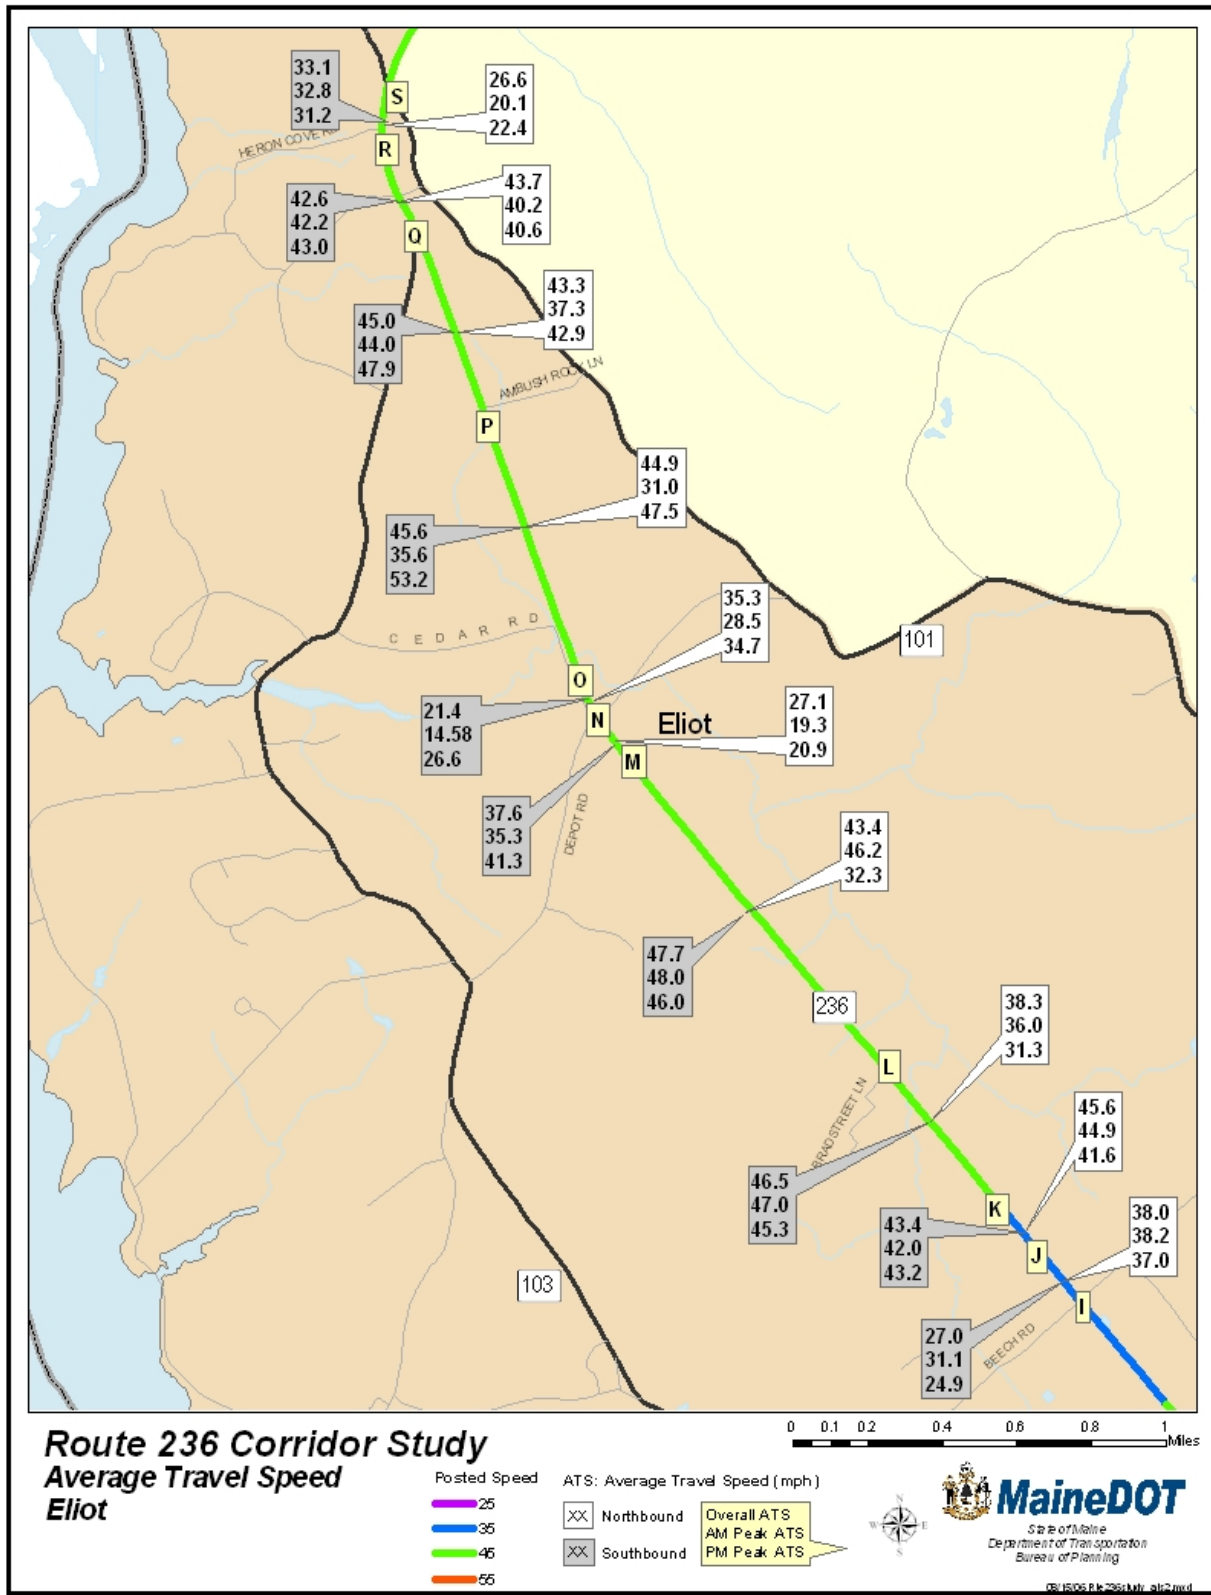 S
33.1
32.8
31.2
26.6
20.1
22.4
HERON COVE RD
R
42.6
42.2
43.0
43.7
40.2
40.6
Q
43.3
37.3
42.9
45.0
44.0
47.9
AMBUSH ROCK LN
P
44.9
31.0
47.5
45.6
35.6
53.2
CEDAR RD
35.3
28.5
34.7
101
O
21.4
14.58
26.6
N
Eliot
27.1
19.3
20.9
M
37.6
35.3
41.3
DEPOT RD
43.4
46.2
32.3
47.7
48.0
46.0
236
38.3
36.0
31.3
L
BRADSTREET LN
45.6
44.9
41.6
46.5
47.0
45.3
K
43.4
42.0
43.2
J
38.0
38.2
37.0
103
I
27.0
31.1
24.9
BEECH RD
Route 236 Corridor Study
Average Travel Speed
Eliot
Posted Speed
25
35
45
55
ATS: Average Travel Speed (mph)
XX Northbound
XX Southbound
Overall ATS
AM Peak ATS
PM Peak ATS
0 0.1 0.2 0.4 0.6 0.8 1
Miles
N
W E
S
MaineDOT
State of Maine
Department of Transportation
Bureau of Planning